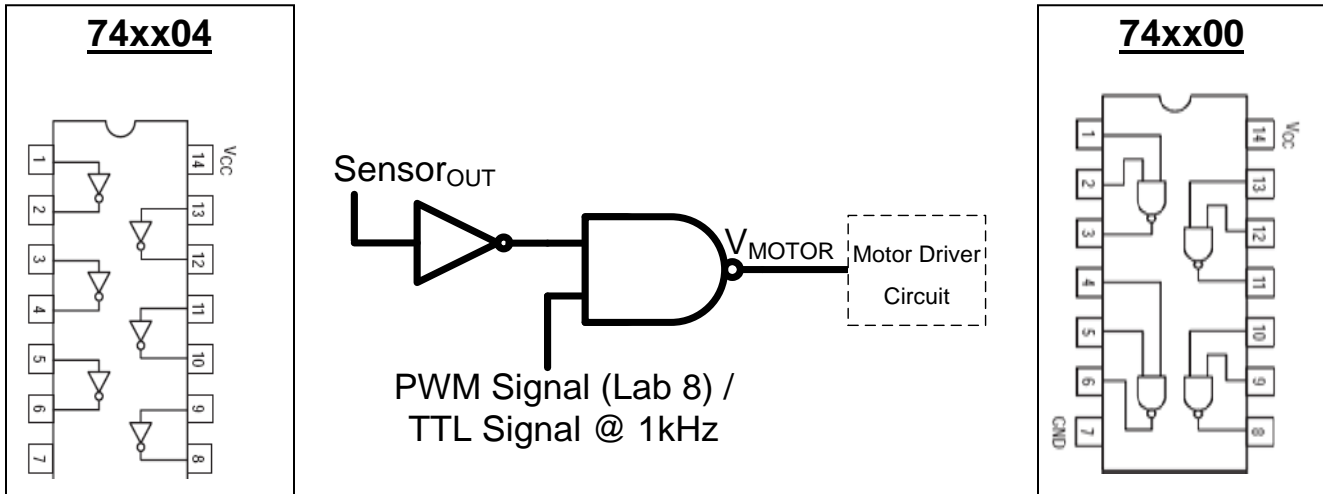 74xx04
1
2
3
4
5
6
7
14
VCC
13
12
11
10
9
8
SensorOUT
VMOTOR
Motor Driver
Circuit
PWM Signal (Lab 8) /
TTL Signal @ 1kHz
74xx00
1
2
3
4
5
6
GND
7
14
VCC
13
12
11
10
9
8